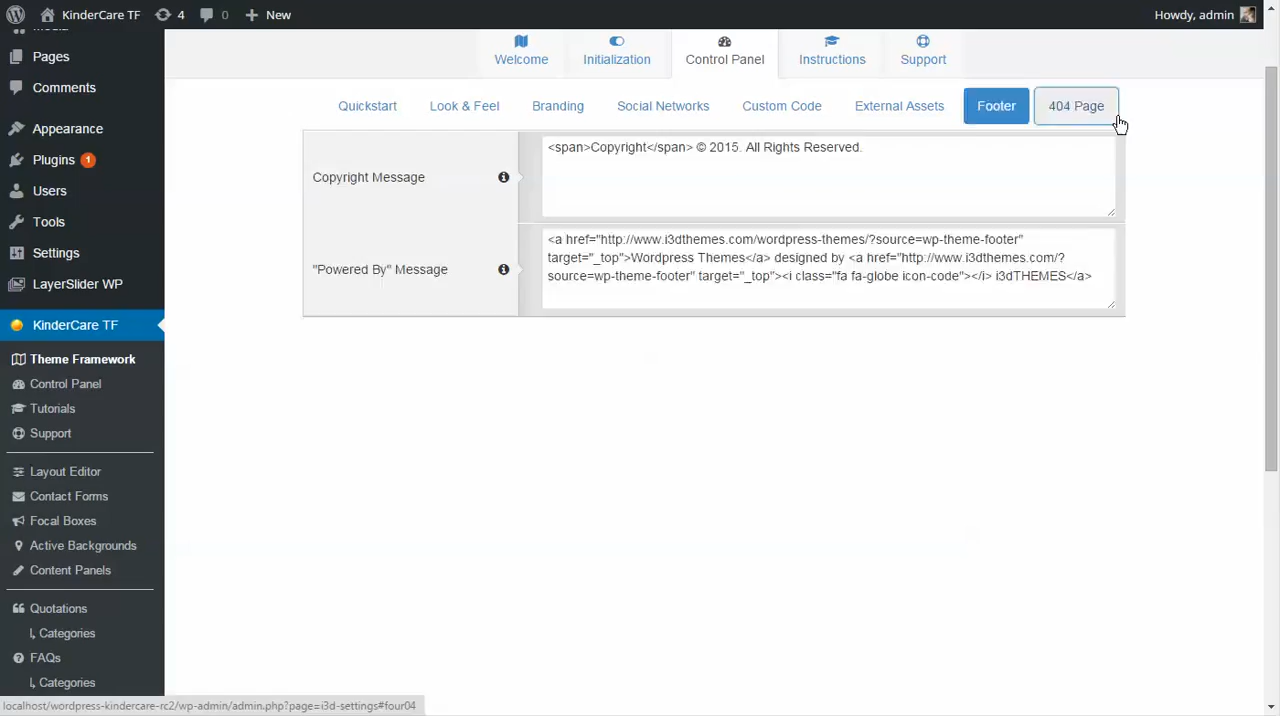 KinderCare TF
4
0
New
Howdy, admin
Pages
Comments
Appearance
Plugins 1
Users
Tools
Settings
LayerSlider WP
KinderCare TF
Theme Framework
Control Panel
Tutorials
Support
Layout Editor
Contact Forms
Focal Boxes
Active Backgrounds
Content Panels
Quotations
Categories
FAQs
Categories
Welcome
Initialization
Control Panel
Instructions
Support
Quickstart
Look & Feel
Branding
Social Networks
Custom Code
External Assets
Footer
404 Page
Copyright Message
<span>Copyright</span> © 2015. All Rights Reserved.
"Powered By" Message
<a href="http://www.i3dthemes.com/wordpress-themes/?source=wp-theme-footer"
target="_top">Wordpress Themes</a> designed by <a href="http://www.i3dthemes.com/?
source=wp-theme-footer" target="_top"><i class="fa fa-globe icon-code"></i> i3dTHEMES</a>
localhost/wordpress-kindercare-rc2/wp-admin/admin.php?page=i3d-settings#four04